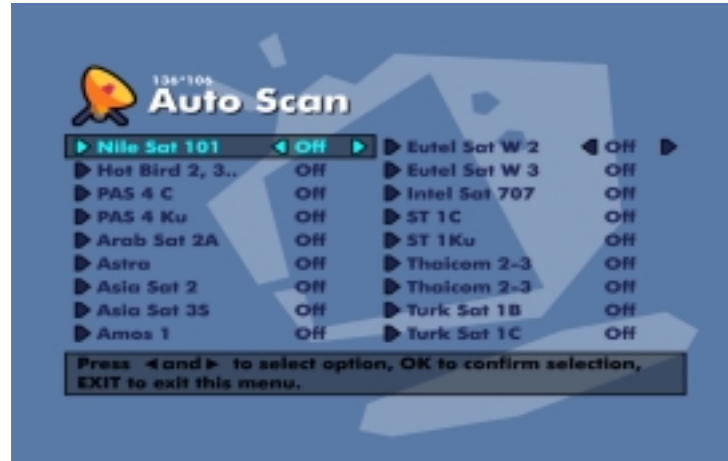 136*106
Auto Scan
Nile Sat 101 Off
Hot Bird 2, 3.. Off
PAS 4 C Off
PAS 4 Ku Off
Arab Sat 2A Off
Astra Off
Asia Sat 2 Off
Asia Sat 3S Off
Amos 1 Off
Eutel Sat W 2 Off
Eutel Sat W 3 Off
Intel Sat 707 Off
ST 1C Off
ST 1Ku Off
Thaicom 2-3 Off
Thaicom 2-3 Off
Turk Sat 1B Off
Turk Sat 1C Off
Press ◄ and ► to select option, OK to confirm selection,
EXIT to exit this menu.